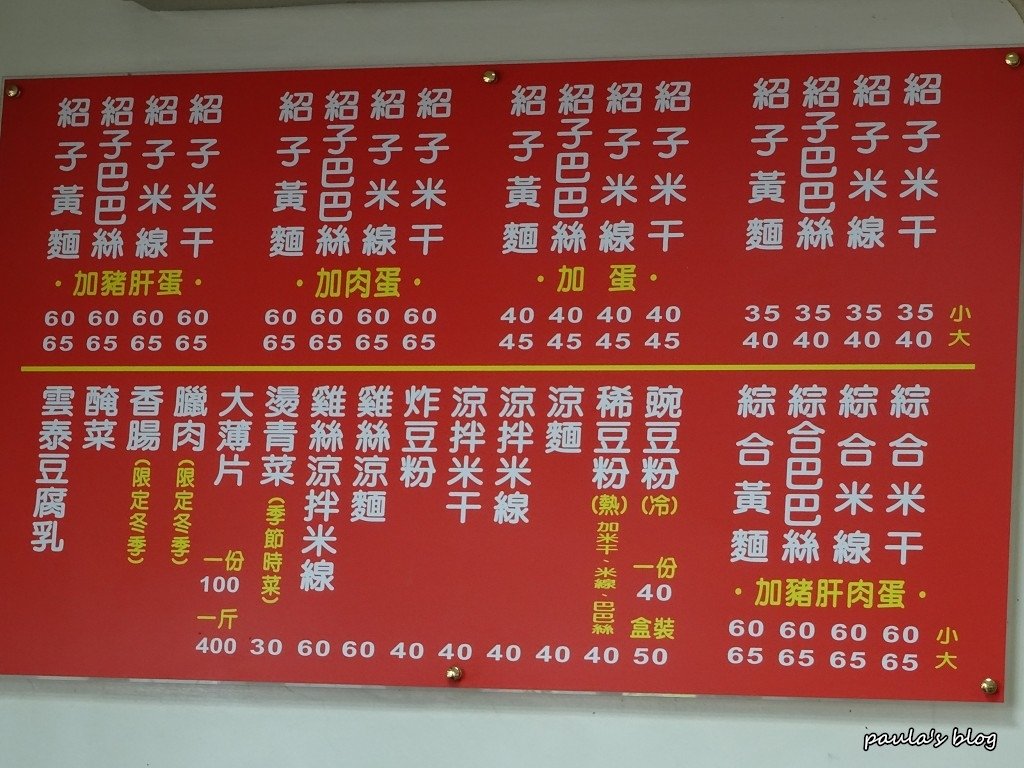 紹子米干
紹子米線
紹子巴巴絲
紹子黃麵
35 35 35 35 小
40 40 40 40 大
紹子米干
紹子米線
紹子巴巴絲
紹子黃麵
·加 蛋·
40 40 40 40
45 45 45 45
紹子米干
紹子米線
紹子巴巴絲
紹子黃麵
·加肉蛋·
60 60 60 60
65 65 65 65
紹子米干
紹子米線
紹子巴巴絲
紹子黃麵
·加豬肝蛋·
60 60 60 60
65 65 65 65
綜合米干
綜合米線
綜合巴巴絲
綜合黃麵
·加豬肝肉蛋·
60 60 60 60 小
65 65 65 65 大
豌豆粉(冷) 一份 40 盒裝 50
稀豆粉(熱)加米干、米線、巴巴絲 40
涼麵 40
涼拌米線 40
涼拌米干 40
炸豆粉 40
雞絲涼麵 60
雞絲涼拌米線 60
燙青菜(季節時菜) 30
大薄片 一份 100 一斤 400
臘肉(限定冬季)
香腸(限定冬季)
醃菜
雲泰豆腐乳
paula's blog